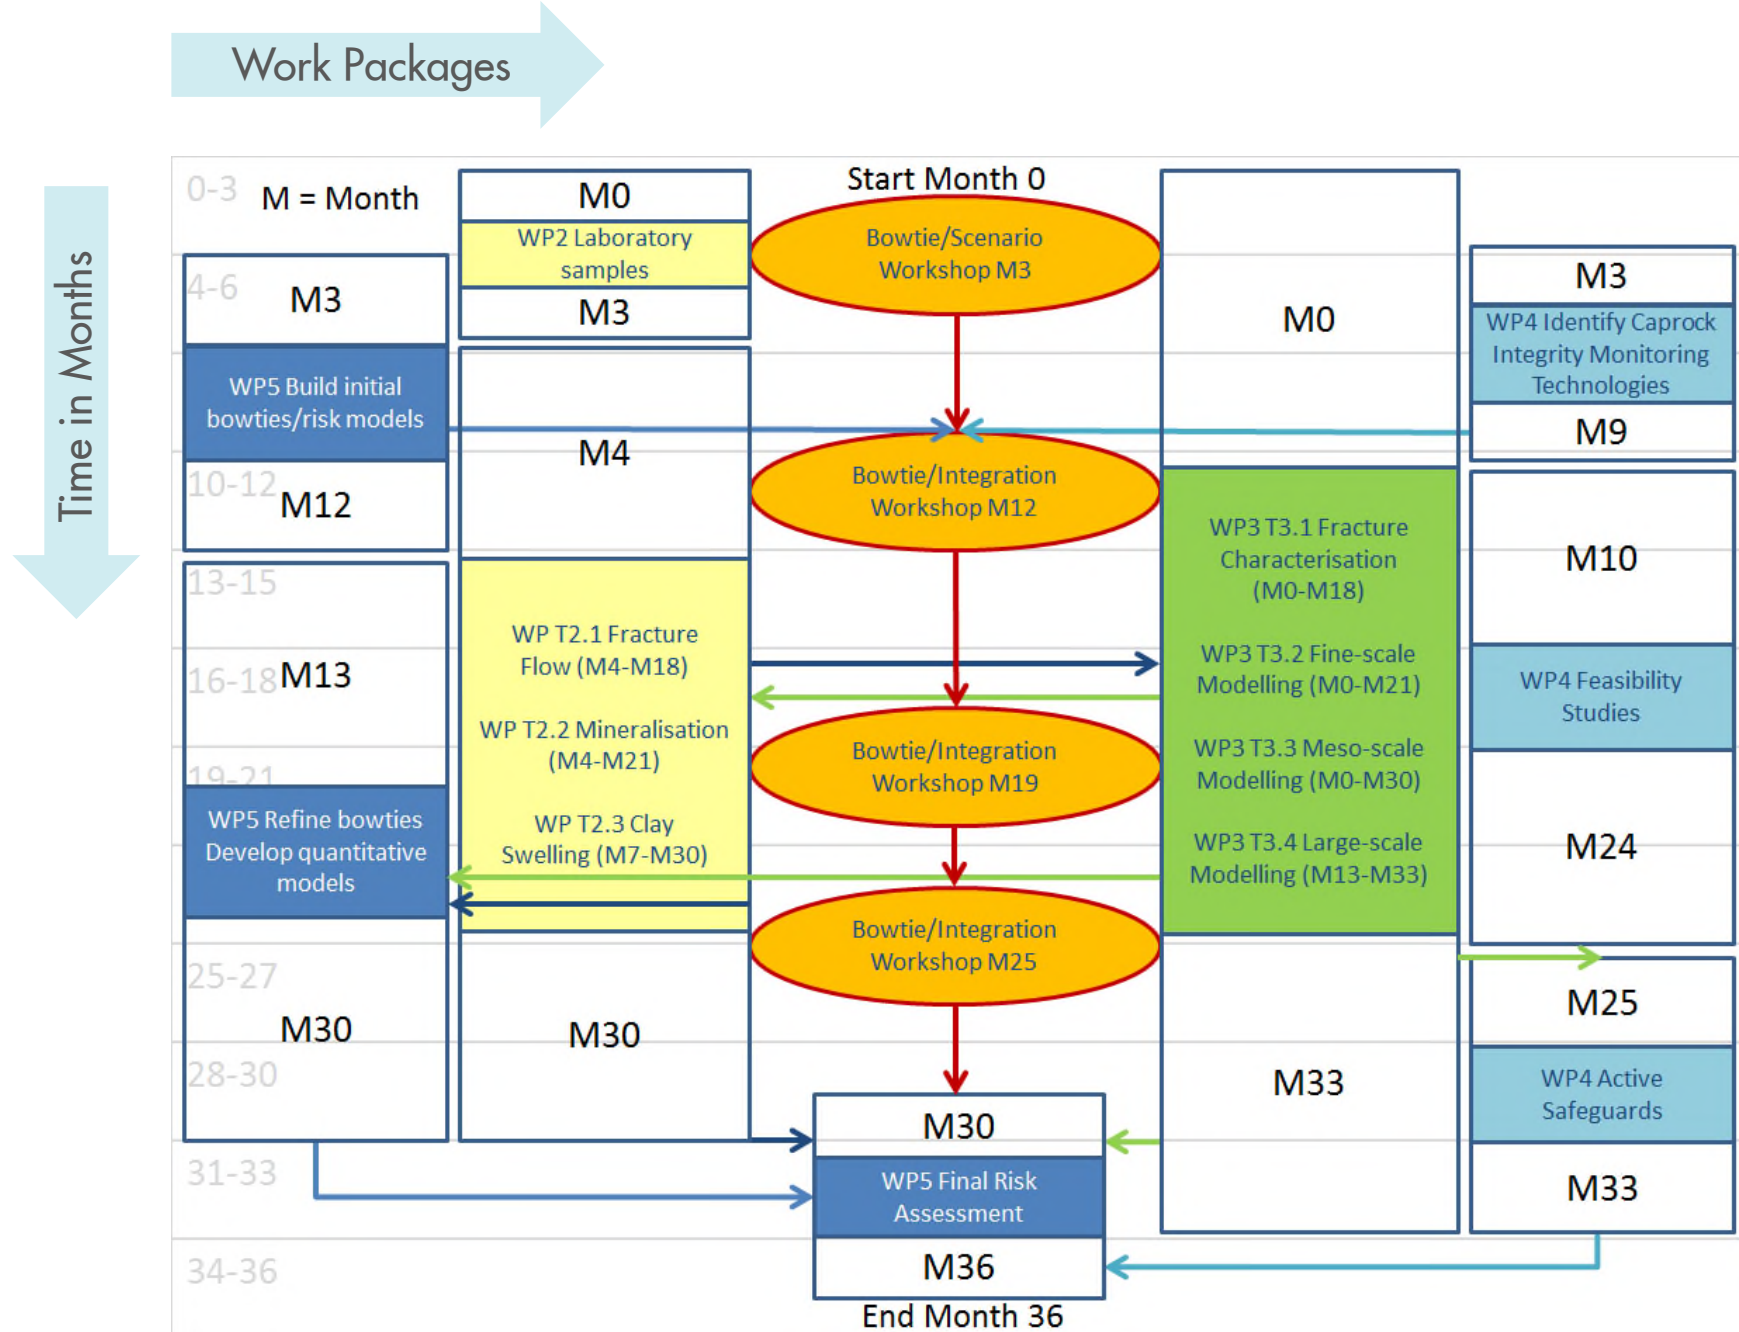 Work Packages
Time in Months
0-3
M = Month
4-6
10-12
13-15
16-18
19-21
25-27
28-30
31-33
34-36
M3
WP5 Build initial
bowties/risk models
M12
M13
WP5 Refine bowties
Develop quantitative
models
M30
M0
WP2 Laboratory
samples
M3
M4
WP T2.1 Fracture
Flow (M4-M18)
WP T2.2 Mineralisation
(M4-M21)
WP T2.3 Clay
Swelling (M7-M30)
M30
Start Month 0
Bowtie/Scenario
Workshop M3
Bowtie/Integration
Workshop M12
Bowtie/Integration
Workshop M19
Bowtie/Integration
Workshop M25
M30
WP5 Final Risk
Assessment
M36
End Month 36
M0
WP3 T3.1 Fracture
Characterisation
(M0-M18)
WP3 T3.2 Fine-scale
Modelling (M0-M21)
WP3 T3.3 Meso-scale
Modelling (M0-M30)
WP3 T3.4 Large-scale
Modelling (M13-M33)
M33
M3
WP4 Identify Caprock
Integrity Monitoring
Technologies
M9
M10
WP4 Feasibility
Studies
M24
M25
WP4 Active
Safeguards
M33